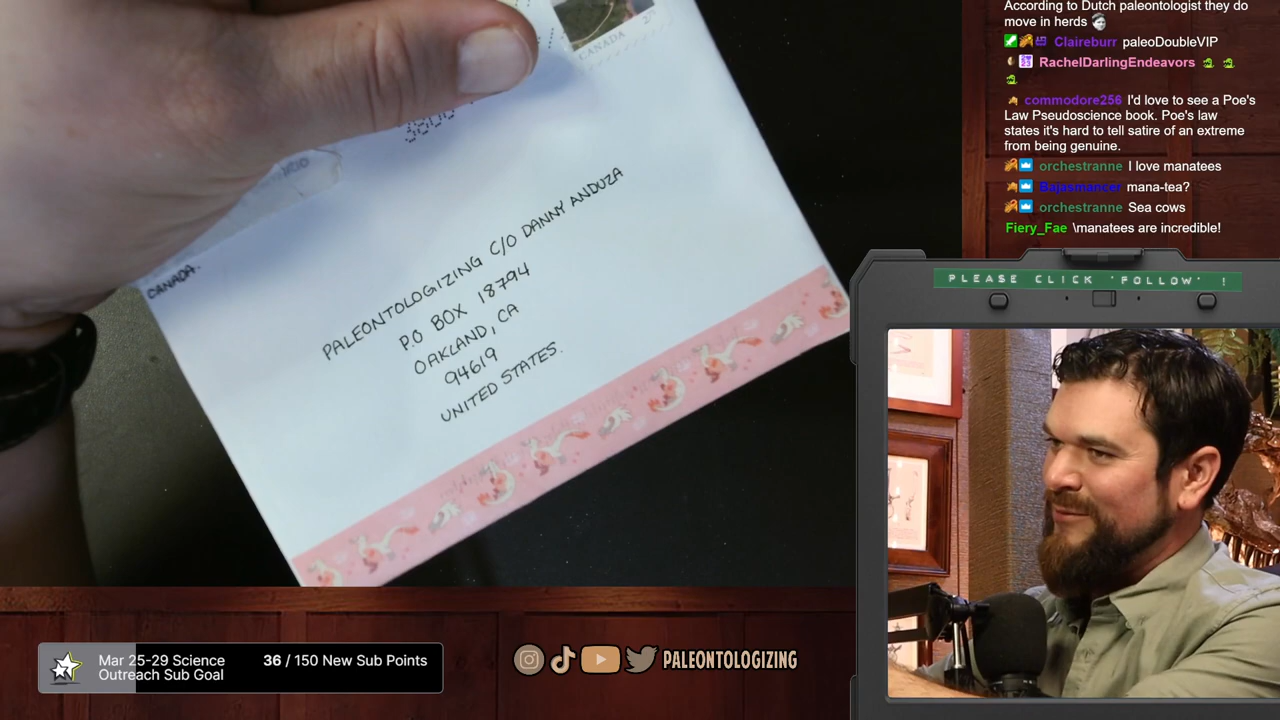 According to Dutch paleontologist they do
move in herds
Claireburr paleoDoubleVIP
RachelDarlingEndeavors
commodore256 I'd love to see a Poe's
Law Pseudoscience book. Poe's law
states it's hard to tell satire of an extreme
from being genuine.
orchestranne I love manatees
Bajasmancer mana-tea?
orchestranne Sea cows
Fiery_Fae \manatees are incredible!
PLEASE CLICK 'FOLLOW' !
CANADA
CANADA.
PALEONTOLOGIZING C/O DANNY ANDUZA
P.O BOX 18794
OAKLAND, CA
94619
UNITED STATES.
Mar 25-29 Science
Outreach Sub Goal
36 / 150 New Sub Points
PALEONTOLOGIZING